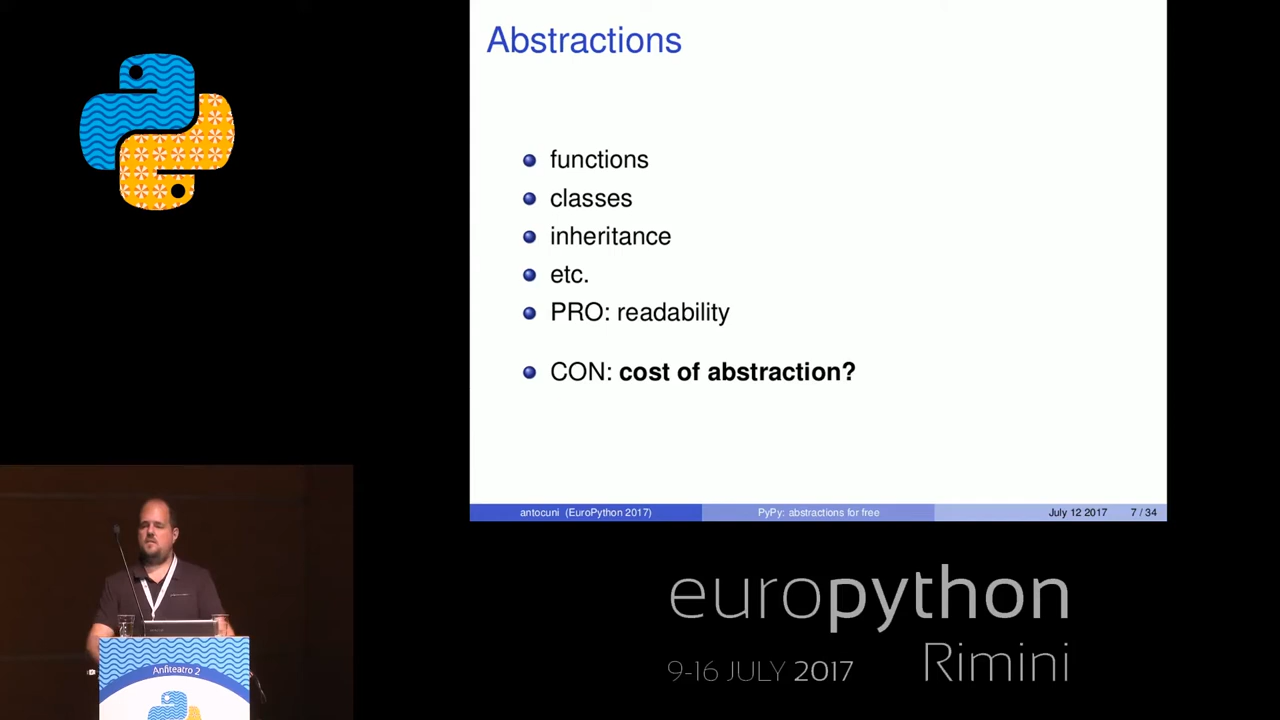 Abstractions
functions
classes
inheritance
etc.
PRO: readability
CON: cost of abstraction?
antocuni (EuroPython 2017) PyPy: abstractions for free July 12 2017 7 / 34
Anfiteatro 2
europython
9-16 JULY 2017 Rimini